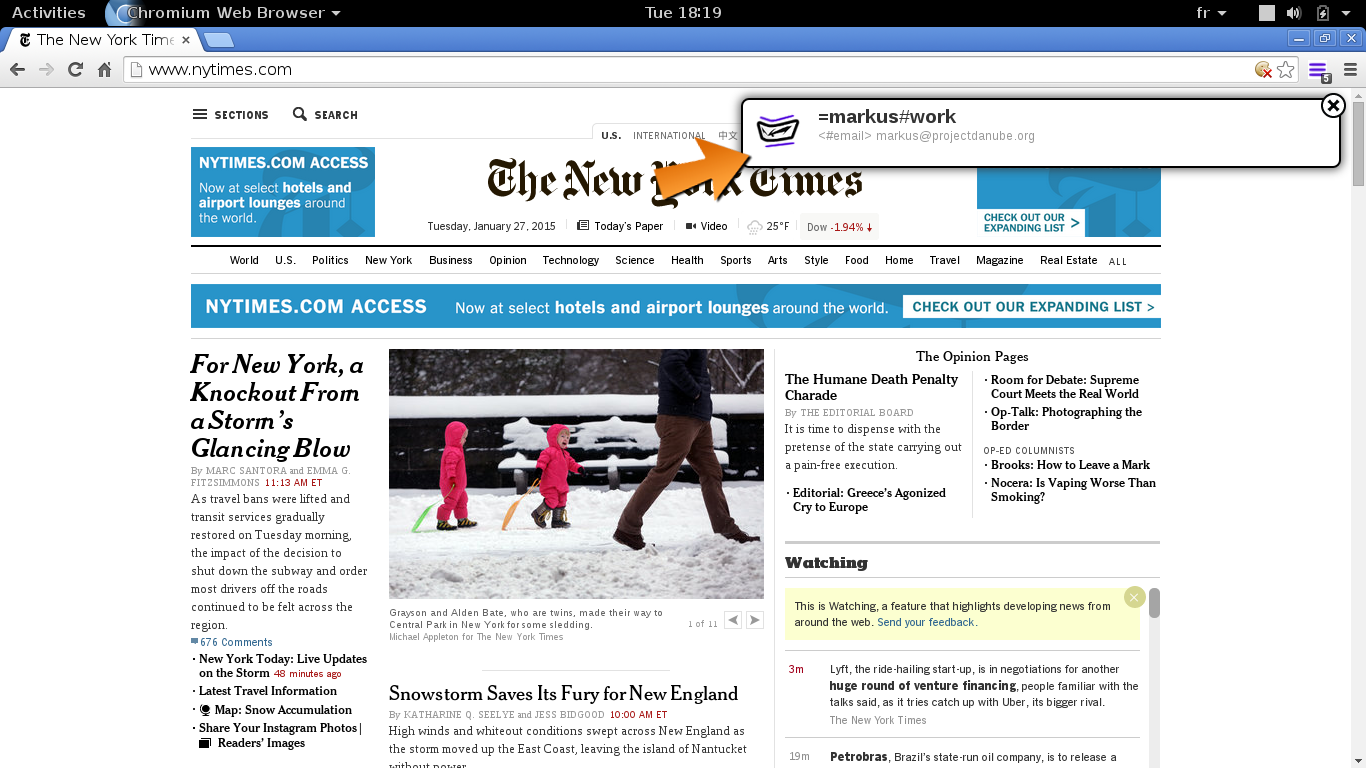 Activities
Chromium Web Browser
Tue 18:19
fr
The New York Time
www.nytimes.com
5
SECTIONS
SEARCH
=markus#work
<#email> markus@projectdanube.org
U.S.
INTERNATIONAL
中文
NYTIMES.COM ACCESS
Now at select hotels and
airport lounges around
the world.
The New York Times
CHECK OUT OUR
EXPANDING LIST >
Tuesday, January 27, 2015
Today's Paper
Video
25°F
Dow -1.94%
World
U.S.
Politics
New York
Business
Opinion
Technology
Science
Health
Sports
Arts
Style
Food
Home
Travel
Magazine
Real Estate
ALL
NYTIMES.COM ACCESS
Now at select hotels and airport lounges around the world.
CHECK OUT OUR EXPANDING LIST >
For New York, a
Knockout From
a Storm's
Glancing Blow
By MARC SANTORA and EMMA G.
FITZSIMMONS 11:13 AM ET
As travel bans were lifted and
transit services gradually
restored on Tuesday morning,
the impact of the decision to
shut down the subway and order
most drivers off the roads
continued to be felt across the
region.
676 Comments
· New York Today: Live Updates
on the Storm 48 minutes ago
· Latest Travel Information
· Map: Snow Accumulation
· Share Your Instagram Photos |
Readers' Images
Grayson and Alden Bate, who are twins, made their way to
Central Park in New York for some sledding.
Michael Appleton for The New York Times
1 of 11
Snowstorm Saves Its Fury for New England
By KATHARINE Q. SEELYE and JESS BIDGOOD 10:00 AM ET
High winds and whiteout conditions swept across New England as
the storm moved up the East Coast, leaving the island of Nantucket
without power.
The Opinion Pages
The Humane Death Penalty
Charade
By THE EDITORIAL BOARD
It is time to dispense with the
pretense of the state carrying out
a pain-free execution.
· Editorial: Greece's Agonized
Cry to Europe
· Room for Debate: Supreme
Court Meets the Real World
· Op-Talk: Photographing the
Border
OP-ED COLUMNISTS
· Brooks: How to Leave a Mark
· Nocera: Is Vaping Worse Than
Smoking?
Watching
This is Watching, a feature that highlights developing news from
around the web. Send your feedback.
3m
Lyft, the ride-hailing start-up, is in negotiations for another
huge round of venture financing, people familiar with the
talks said, as it tries catch up with Uber, its bigger rival.
The New York Times
19m
Petrobras, Brazil's state-run oil company, is to release a